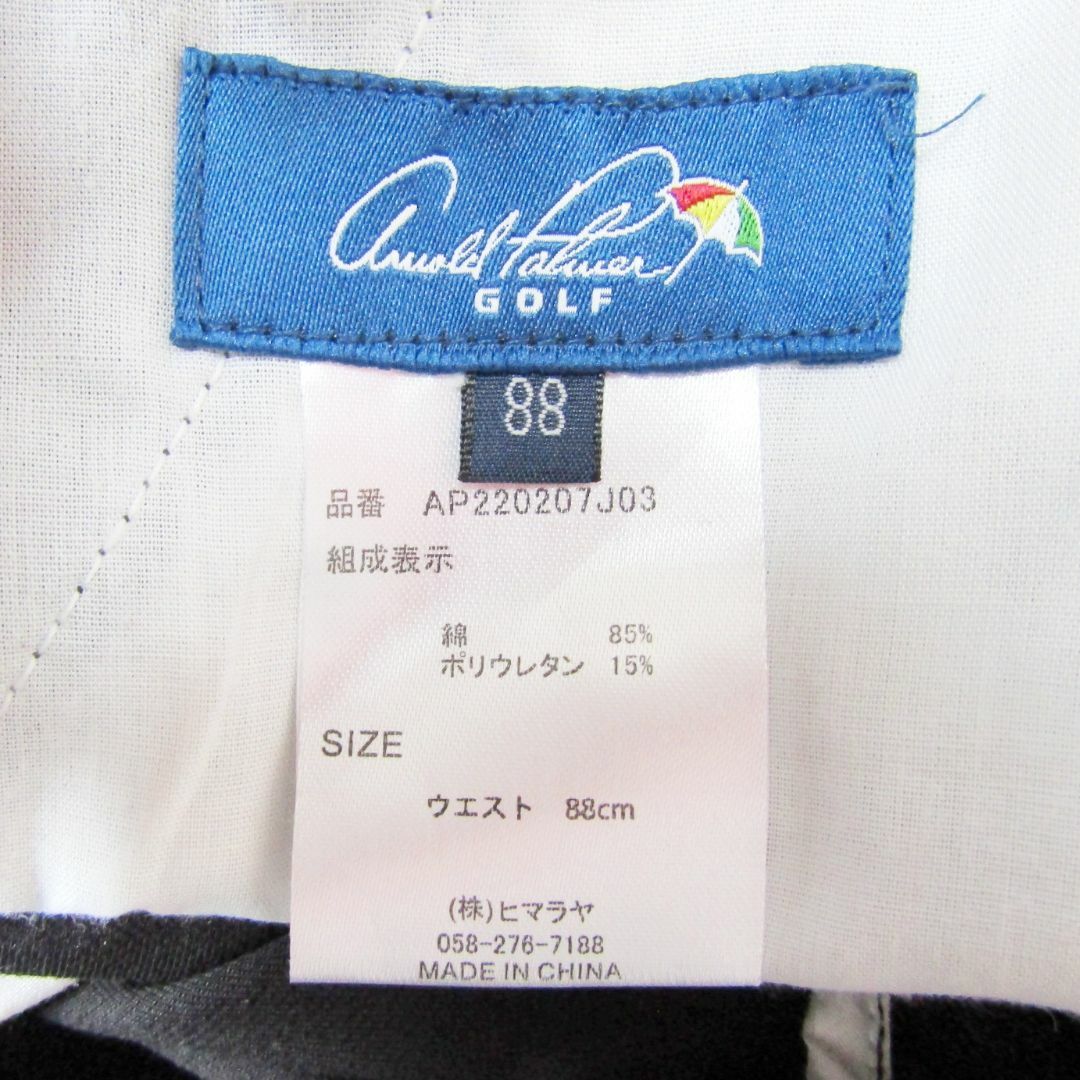 Arnold Palmer
GOLF
88
品番 AP220207J03
組成表示
綿 85%
ポリウレタン 15%
SIZE
ウエスト 88cm
(株)ヒマラヤ
058-276-7188
MADE IN CHINA